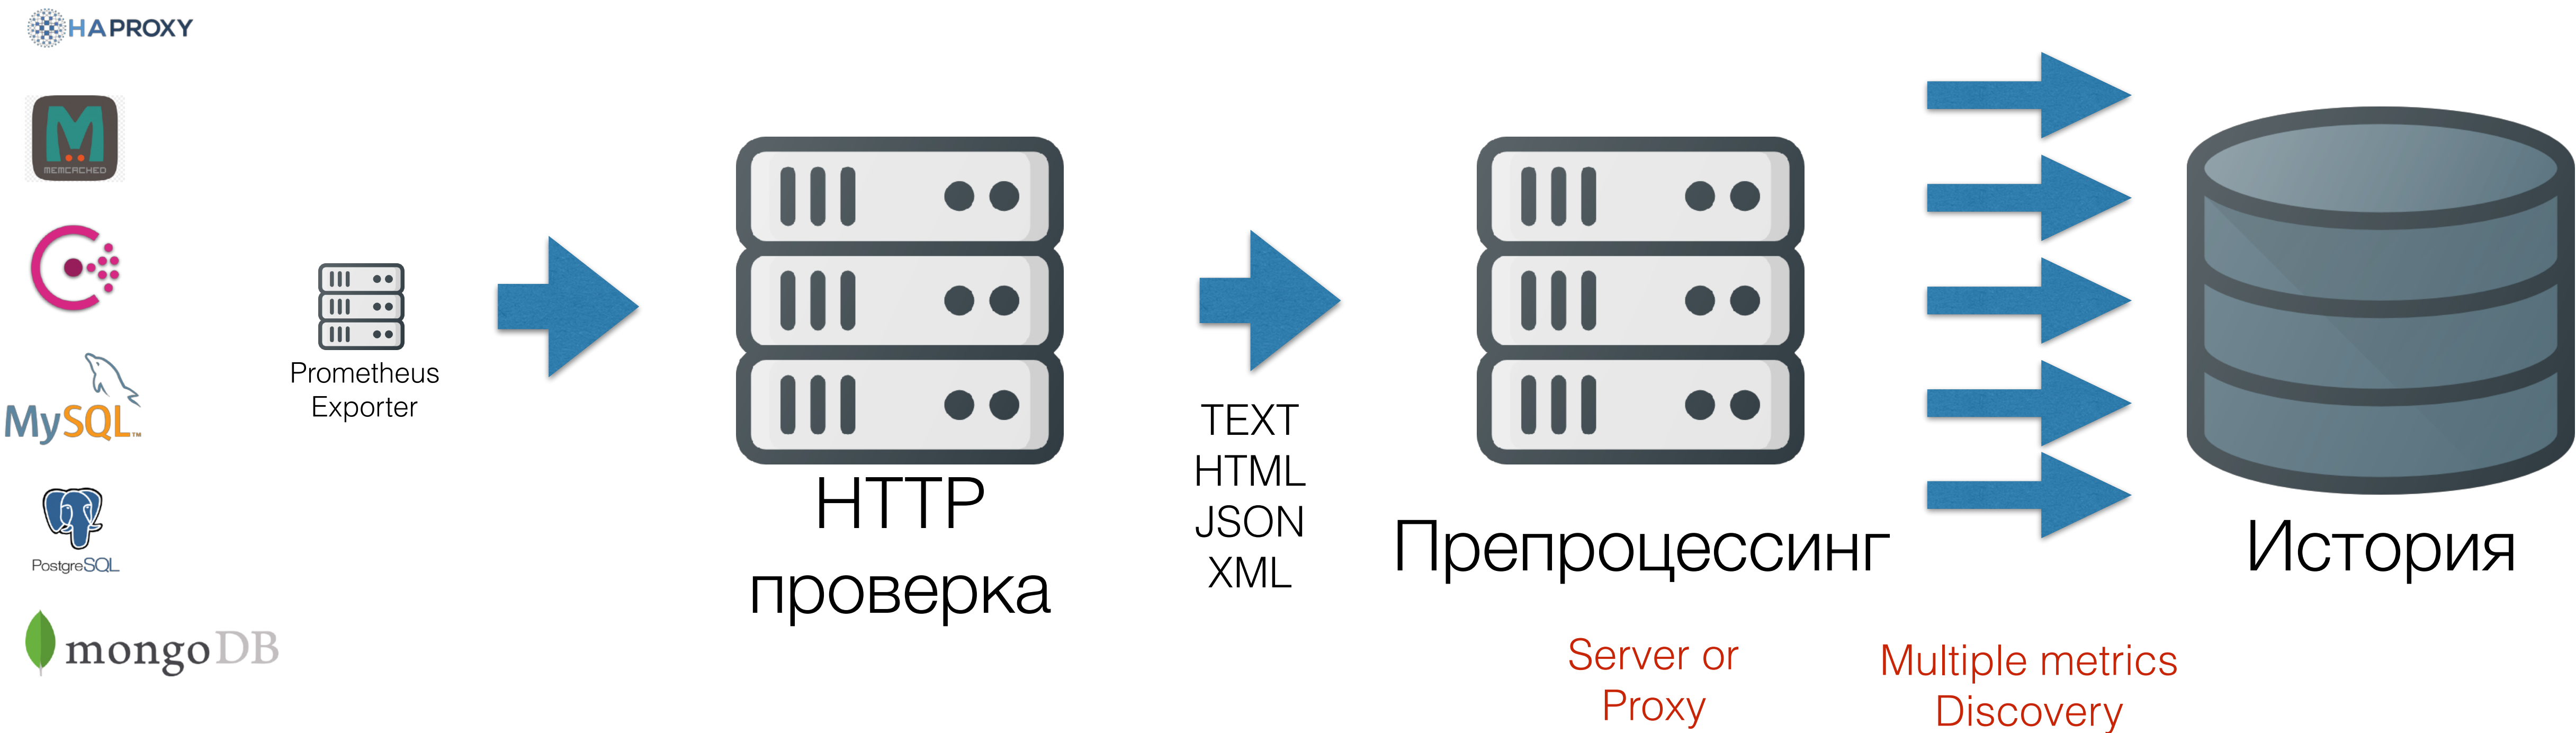 HAPROXY
MEMCACHED
MySQL™
PostgreSQL
mongoDB
Prometheus
Exporter
HTTP
проверка
TEXT
HTML
JSON
XML
Препроцессинг
Server or
Proxy
Multiple metrics
Discovery
История